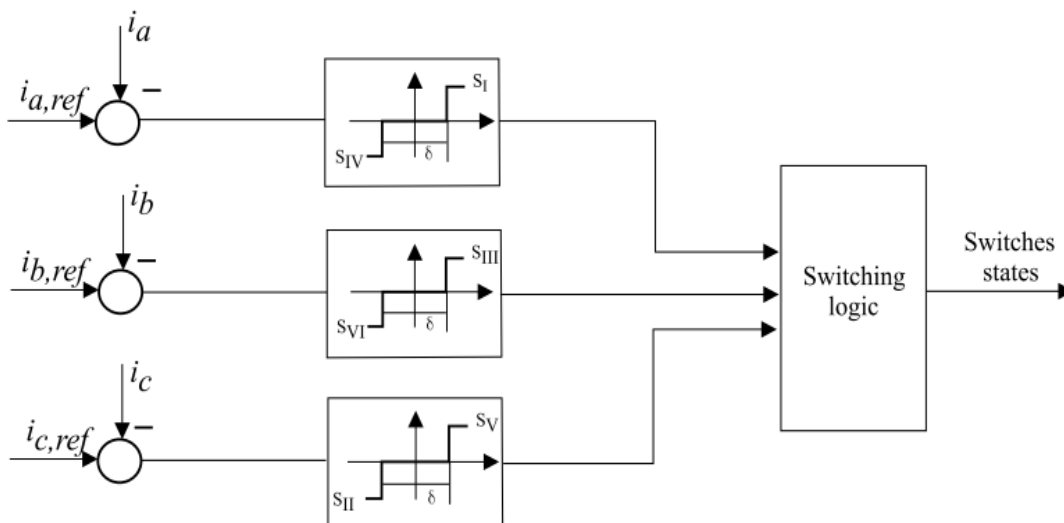 i_a
i_a,ref
−
S_I
S_IV
δ
i_b
i_b,ref
−
S_III
S_VI
δ
Switching
logic
Switches
states
i_c
i_c,ref
−
S_V
S_II
δ